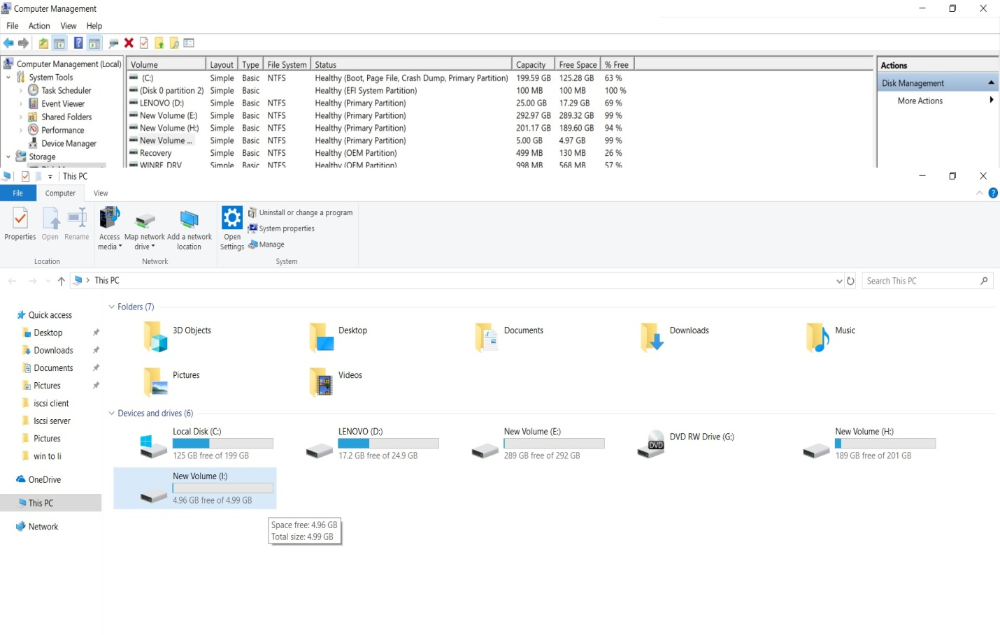 Computer Management
File Action View Help
Computer Management (Local)
System Tools
Task Scheduler
Event Viewer
Shared Folders
Performance
Device Manager
Storage
Volume Layout Type File System Status Capacity Free Space % Free
(C:) Simple Basic NTFS Healthy (Boot, Page File, Crash Dump, Primary Partition) 199.59 GB 125.28 GB 63 %
(Disk 0 partition 2) Simple Basic Healthy (EFI System Partition) 100 MB 100 MB 100 %
LENOVO (D:) Simple Basic NTFS Healthy (Primary Partition) 25.00 GB 17.29 GB 69 %
New Volume (E:) Simple Basic NTFS Healthy (Primary Partition) 292.97 GB 289.32 GB 99 %
New Volume (H:) Simple Basic NTFS Healthy (Primary Partition) 201.17 GB 189.60 GB 94 %
New Volume ... Simple Basic NTFS Healthy (Primary Partition) 5.00 GB 4.97 GB 99 %
Recovery Simple Basic NTFS Healthy (OEM Partition) 499 MB 130 MB 26 %
WINRE_DRV Simple Basic NTFS Healthy (OEM Partition) 998 MB 568 MB 57 %
Actions
Disk Management
More Actions
This PC
File Computer View
Properties Open Rename
Access media
Map network drive
Add a network location
Open Settings
Uninstall or change a program
System properties
Manage
Location Network System
This PC
Search This PC
Quick access
Desktop
Downloads
Documents
Pictures
iscsi client
Iscsi server
Pictures
win to li
OneDrive
This PC
Network
Folders (7)
3D Objects Desktop Documents Downloads Music
Pictures Videos
Devices and drives (6)
Local Disk (C:)
125 GB free of 199 GB
LENOVO (D:)
17.2 GB free of 24.9 GB
New Volume (E:)
289 GB free of 292 GB
DVD RW Drive (G:)
DVD
New Volume (H:)
189 GB free of 201 GB
New Volume (I:)
4.96 GB free of 4.99 GB
Space free: 4.96 GB
Total size: 4.99 GB